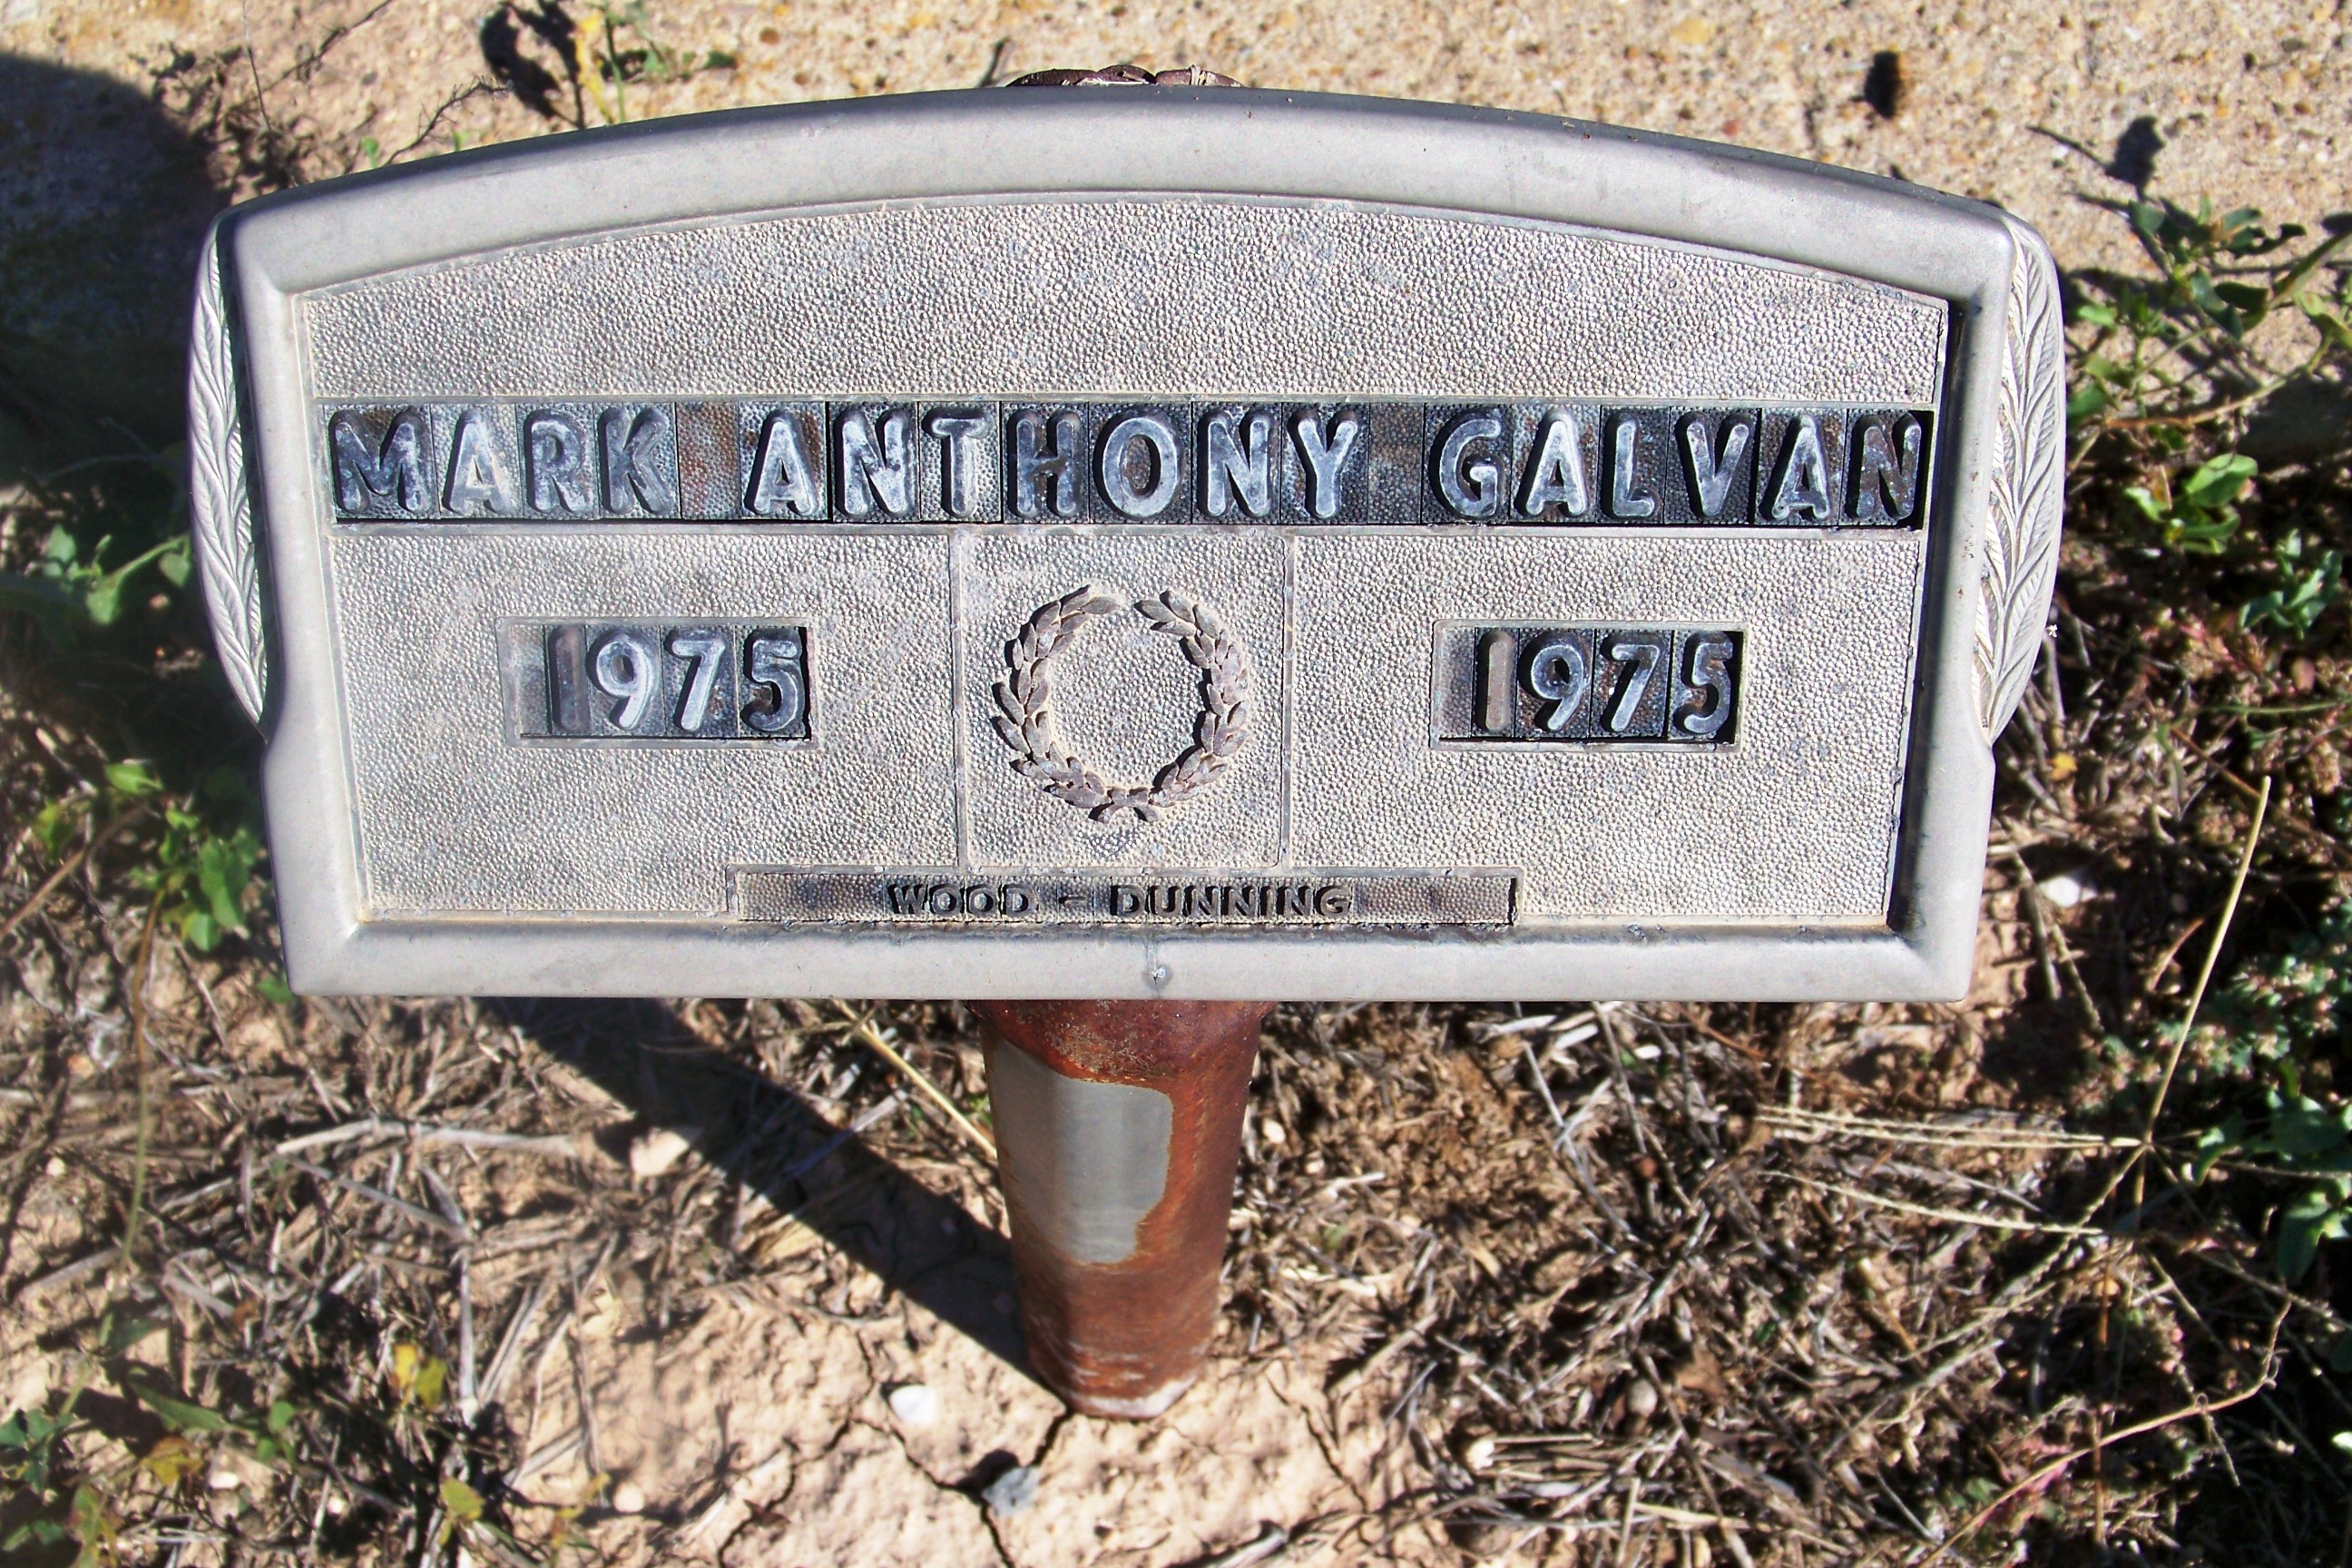 MARK ANTHONY GALVAN
1975 1975
WOOD - DUNNING